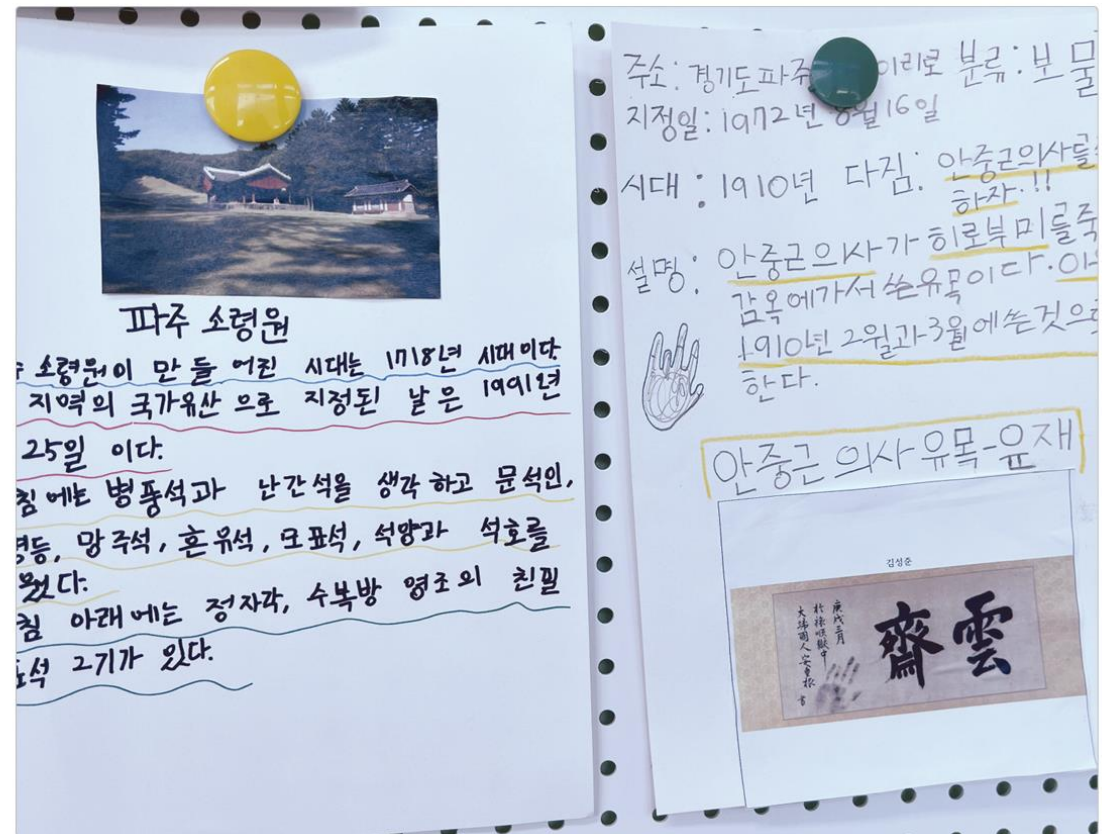 파주 소령원
소령원이 만들어진 시대는 1718년 시대이다
지역의 국가유산으로 지정된 날은 1991년
25일 이다.
침에는 병풍석과 난간석을 생각하고 문석인,
망주석, 혼유석, 묘표석, 석양과 석호를
아래에는 정자각, 수복방 영조의 친필
2기가 있다.
주소: 경기도파주 분류: 보물
지정일: 1972년 8월16일
시대: 1910년 다짐: 안중근의사를
하자!!
설명: 안중근의사가 히로부미를죽
감옥에가서 쓴유묵이다.
1910년 2월과3월에쓴것으로
한다.
안중근 의사 유묵-운재
김성준
雲齋
庚戌三月
於旅順獄中
大韓國人 安重根 書